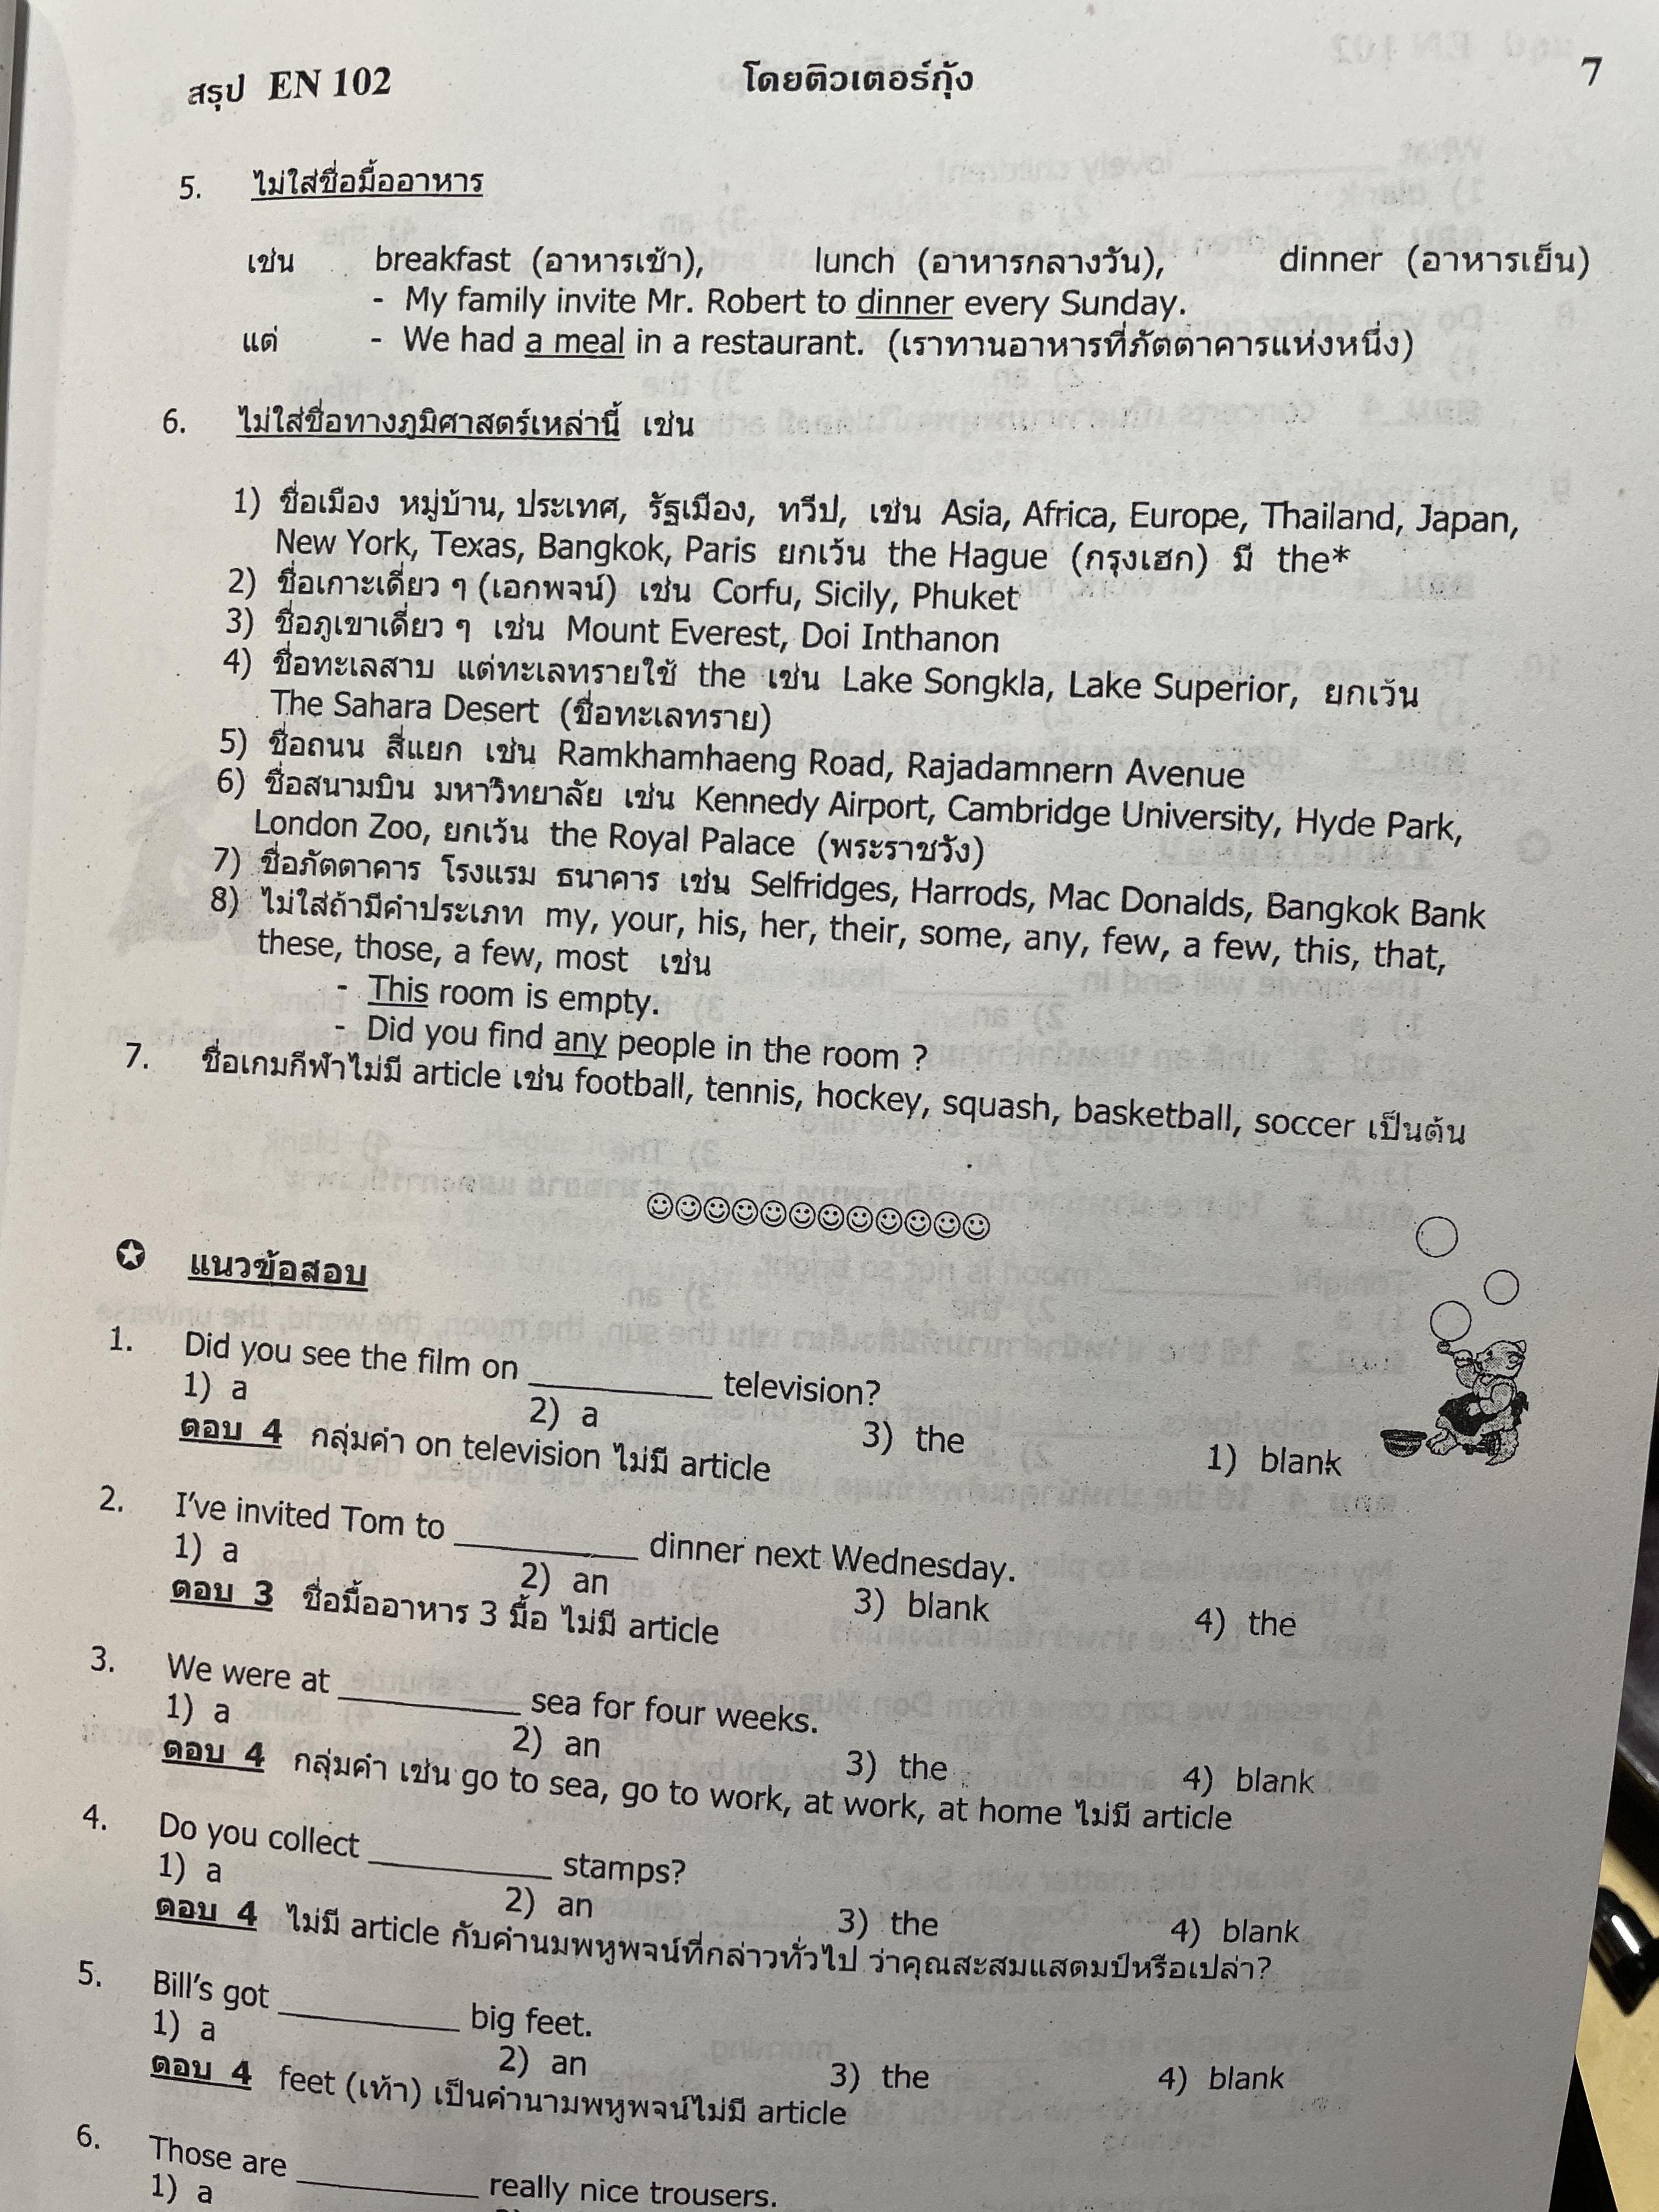 สรุป EN 102 โดยติวเตอร์กุ้ง 7
5. ไม่ใส่ชื่อมื้ออาหาร
เช่น breakfast (อาหารเช้า), lunch (อาหารกลางวัน), dinner (อาหารเย็น)
- My family invite Mr. Robert to dinner every Sunday.
แต่ - We had a meal in a restaurant. (เราทานอาหารที่ภัตตาคารแห่งหนึ่ง)
6. ไม่ใส่ชื่อทางภูมิศาสตร์เหล่านี้ เช่น
1) ชื่อเมือง หมู่บ้าน, ประเทศ, รัฐเมือง, ทวีป, เช่น Asia, Africa, Europe, Thailand, Japan,
New York, Texas, Bangkok, Paris ยกเว้น the Hague (กรุงเฮก) มี the*
2) ชื่อเกาะเดี่ยว ๆ (เอกพจน์) เช่น Corfu, Sicily, Phuket
3) ชื่อภูเขาเดี่ยว ๆ เช่น Mount Everest, Doi Inthanon
4) ชื่อทะเลสาบ แต่ทะเลทรายใช้ the เช่น Lake Songkla, Lake Superior, ยกเว้น
The Sahara Desert (ชื่อทะเลทราย)
5) ชื่อถนน สี่แยก เช่น Ramkhamhaeng Road, Rajadamnern Avenue
6) ชื่อสนามบิน มหาวิทยาลัย เช่น Kennedy Airport, Cambridge University, Hyde Park,
London Zoo, ยกเว้น the Royal Palace (พระราชวัง)
7) ชื่อภัตตาคาร โรงแรม ธนาคาร เช่น Selfridges, Harrods, Mac Donalds, Bangkok Bank
8) ไม่ใส่ถ้ามีคำประเภท my, your, his, her, their, some, any, few, a few, this, that,
these, those, a few, most เช่น
- This room is empty.
- Did you find any people in the room ?
7. ชื่อเกมกีฬาไม่มี article เช่น football, tennis, hockey, squash, basketball, soccer เป็นต้น
☺☺☺☺☺☺☺☺☺☺☺☺
✪ แนวข้อสอบ
1. Did you see the film on __________ television?
1) a 2) a 3) the 1) blank
ตอบ 4 กลุ่มคำ on television ไม่มี article
2. I've invited Tom to __________ dinner next Wednesday.
1) a 2) an 3) blank 4) the
ตอบ 3 ชื่อมื้ออาหาร 3 มื้อ ไม่มี article
3. We were at __________ sea for four weeks.
1) a 2) an 3) the 4) blank
ตอบ 4 กลุ่มคำ เช่น go to sea, go to work, at work, at home ไม่มี article
4. Do you collect __________ stamps?
1) a 2) an 3) the 4) blank
ตอบ 4 ไม่มี article กับคำนมพหูพจน์ที่กล่าวทั่วไป ว่าคุณสะสมแสตมป์หรือเปล่า?
5. Bill's got __________ big feet.
1) a 2) an 3) the 4) blank
ตอบ 4 feet (เท้า) เป็นคำนามพหูพจน์ไม่มี article
6. Those are __________ really nice trousers.
1) a